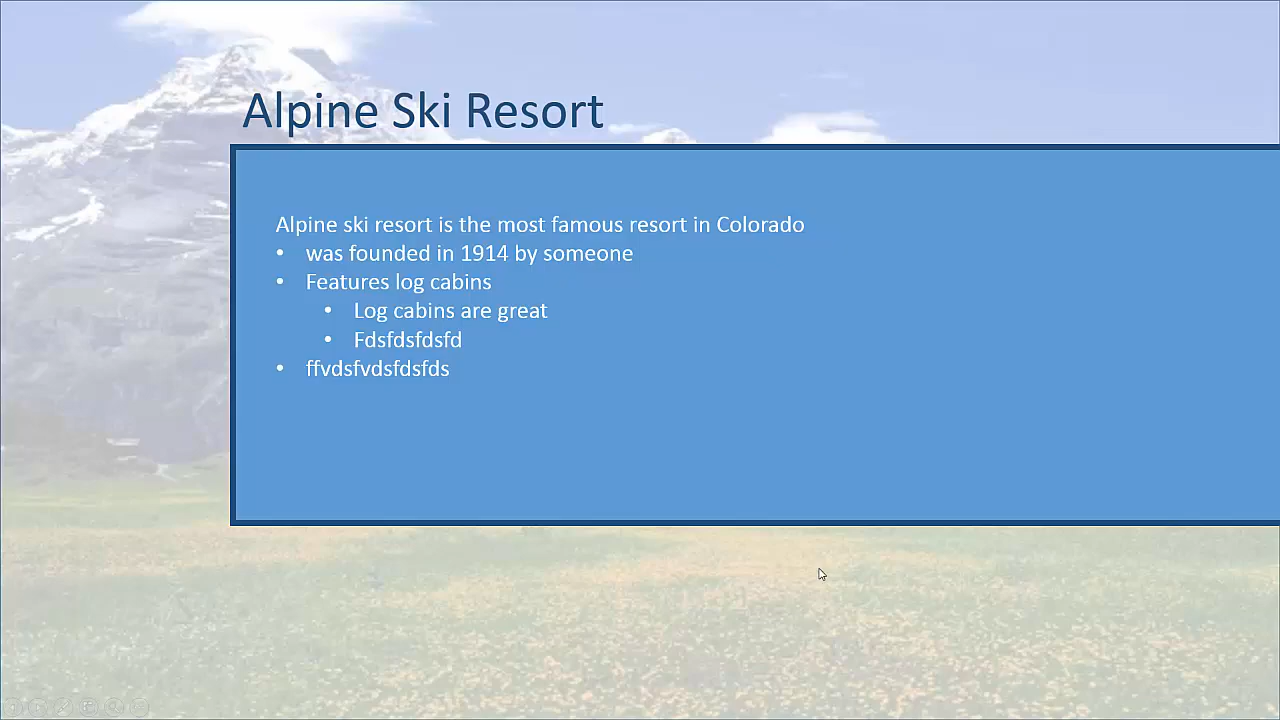 Alpine Ski Resort
Alpine ski resort is the most famous resort in Colorado
• was founded in 1914 by someone
• Features log cabins
• Log cabins are great
• Fdsfdsfdsfd
• ffvdsfvdsfdsfds